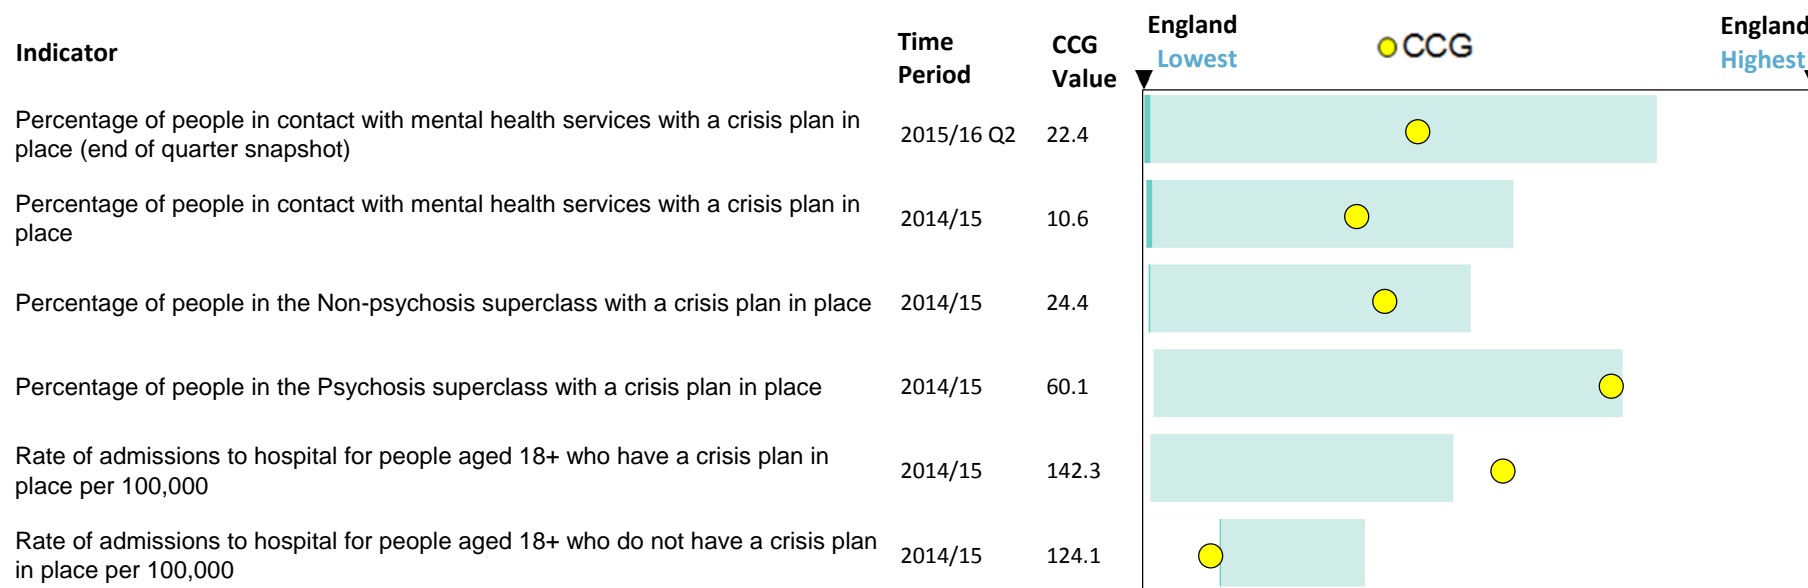 Indicator
Time
Period
CCG
Value
England
Lowest
CCG
England
Highest
Percentage of people in contact with mental health services with a crisis plan in
place (end of quarter snapshot)
2015/16 Q2
22.4
Percentage of people in contact with mental health services with a crisis plan in
place
2014/15
10.6
Percentage of people in the Non-psychosis superclass with a crisis plan in place
2014/15
24.4
Percentage of people in the Psychosis superclass with a crisis plan in place
2014/15
60.1
Rate of admissions to hospital for people aged 18+ who have a crisis plan in
place per 100,000
2014/15
142.3
Rate of admissions to hospital for people aged 18+ who do not have a crisis plan
in place per 100,000
2014/15
124.1